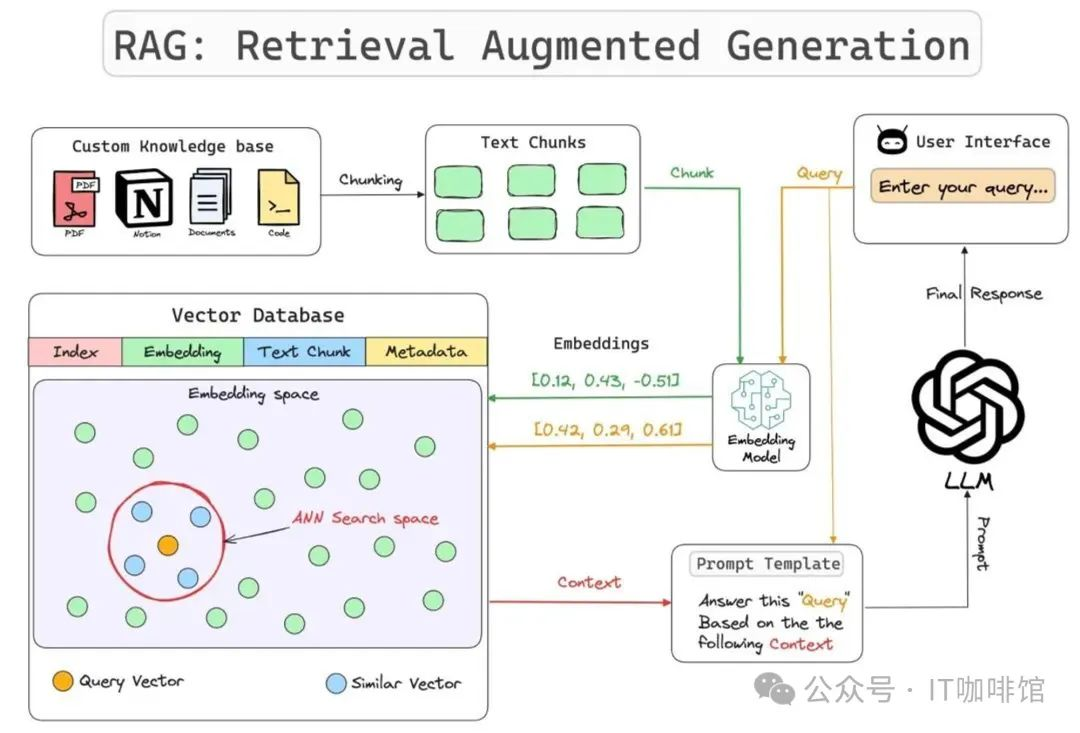 RAG: Retrieval Augmented Generation
Custom Knowledge base
PDF
N
PDF
Notion
Documents
Code
Chunking
Text Chunks
Chunk
Query
User Interface
Enter your query...
Final Response
Vector Database
Index
Embedding
Text Chunk
Metadata
Embedding space
ANN Search space
Query Vector
Similar Vector
Embeddings
[0.12, 0.43, -0.51]
[0.42, 0.29, 0.61]
Embedding
Model
LLM
Prompt
Context
Prompt Template
Answer this "Query"
Based on the the
following Context
公众号 · IT咖啡馆